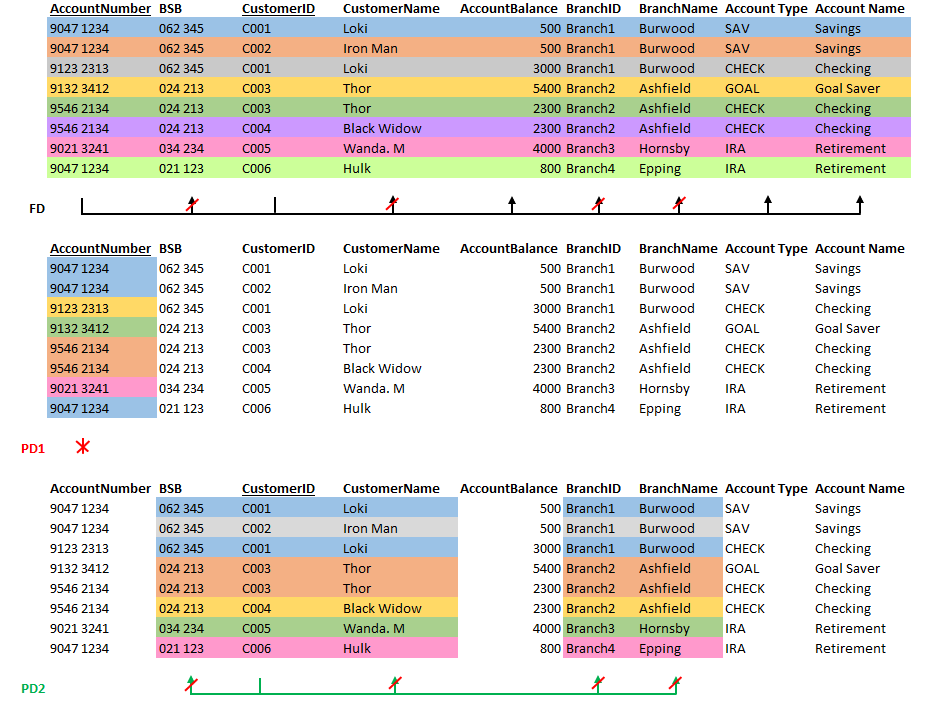 AccountNumber BSB CustomerID CustomerName AccountBalance BranchID BranchName Account Type Account Name
9047 1234 062 345 C001 Loki 500 Branch1 Burwood SAV Savings
9047 1234 062 345 C002 Iron Man 500 Branch1 Burwood SAV Savings
9123 2313 062 345 C001 Loki 3000 Branch1 Burwood CHECK Checking
9132 3412 024 213 C003 Thor 5400 Branch2 Ashfield GOAL Goal Saver
9546 2134 024 213 C003 Thor 2300 Branch2 Ashfield CHECK Checking
9546 2134 024 213 C004 Black Widow 2300 Branch2 Ashfield CHECK Checking
9021 3241 034 234 C005 Wanda. M 4000 Branch3 Hornsby IRA Retirement
9047 1234 021 123 C006 Hulk 800 Branch4 Epping IRA Retirement
FD
AccountNumber BSB CustomerID CustomerName AccountBalance BranchID BranchName Account Type Account Name
9047 1234 062 345 C001 Loki 500 Branch1 Burwood SAV Savings
9047 1234 062 345 C002 Iron Man 500 Branch1 Burwood SAV Savings
9123 2313 062 345 C001 Loki 3000 Branch1 Burwood CHECK Checking
9132 3412 024 213 C003 Thor 5400 Branch2 Ashfield GOAL Goal Saver
9546 2134 024 213 C003 Thor 2300 Branch2 Ashfield CHECK Checking
9546 2134 024 213 C004 Black Widow 2300 Branch2 Ashfield CHECK Checking
9021 3241 034 234 C005 Wanda. M 4000 Branch3 Hornsby IRA Retirement
9047 1234 021 123 C006 Hulk 800 Branch4 Epping IRA Retirement
PD1
AccountNumber BSB CustomerID CustomerName AccountBalance BranchID BranchName Account Type Account Name
9047 1234 062 345 C001 Loki 500 Branch1 Burwood SAV Savings
9047 1234 062 345 C002 Iron Man 500 Branch1 Burwood SAV Savings
9123 2313 062 345 C001 Loki 3000 Branch1 Burwood CHECK Checking
9132 3412 024 213 C003 Thor 5400 Branch2 Ashfield GOAL Goal Saver
9546 2134 024 213 C003 Thor 2300 Branch2 Ashfield CHECK Checking
9546 2134 024 213 C004 Black Widow 2300 Branch2 Ashfield CHECK Checking
9021 3241 034 234 C005 Wanda. M 4000 Branch3 Hornsby IRA Retirement
9047 1234 021 123 C006 Hulk 800 Branch4 Epping IRA Retirement
PD2